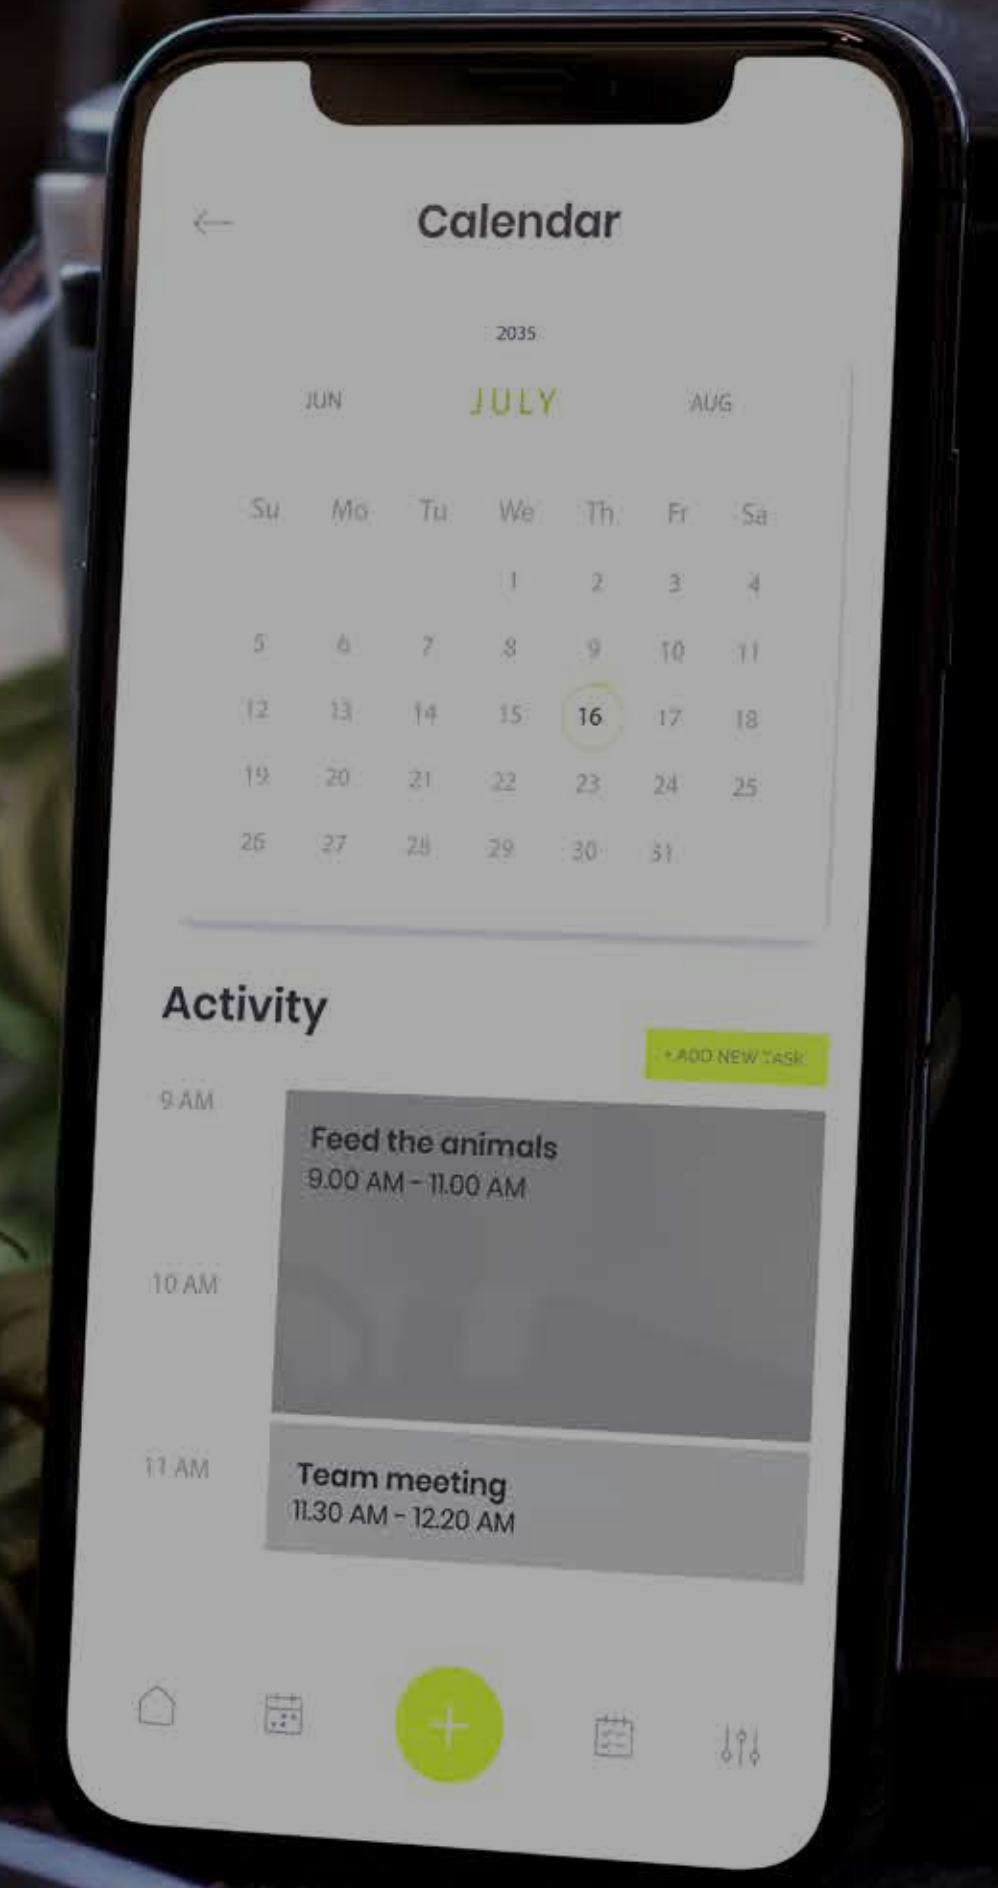 Calendar
2035
JUN JULY AUG
Su Mo Tu We Th Fr Sa
1 2 3 4
5 6 7 8 9 10 11
12 13 14 15 16 17 18
19 20 21 22 23 24 25
26 27 28 29 30 31
Activity
+ ADD NEW TASK
9 AM
Feed the animals
9.00 AM - 11.00 AM
10 AM
11 AM
Team meeting
11.30 AM - 12.20 AM